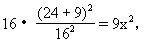 16 • (24 + 9)² / 16² = 9x²,